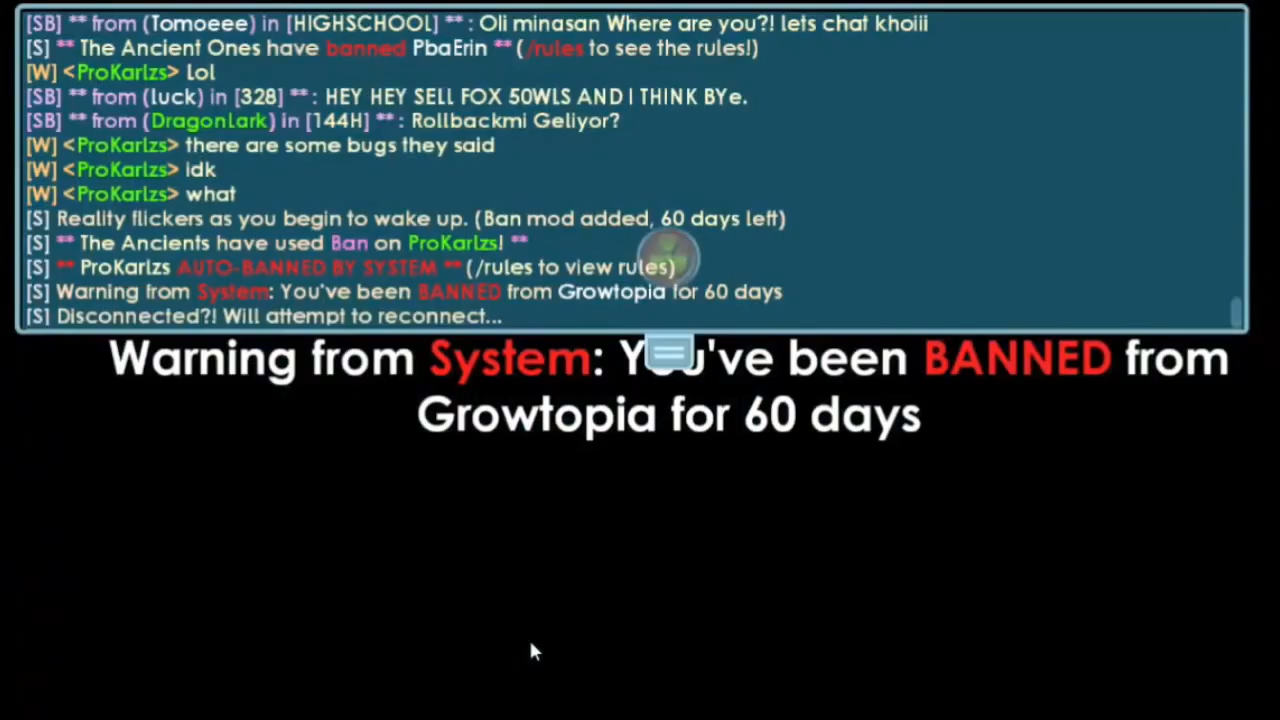 [SB] ** from (Tomoeee) in [HIGHSCHOOL] ** : Oli minasan Where are you?! lets chat khoiii
[S] ** The Ancient Ones have banned PbaErin ** (/rules to see the rules!)
[W] <ProKarlzs> Lol
[SB] ** from (luck) in [328] ** : HEY HEY SELL FOX 50WLS AND I THINK BYe.
[SB] ** from (DragonLark) in [144H] ** : Rollbackmi Geliyor?
[W] <ProKarlzs> there are some bugs they said
[W] <ProKarlzs> idk
[W] <ProKarlzs> what
[S] Reality flickers as you begin to wake up. (Ban mod added, 60 days left)
[S] ** The Ancients have used Ban on ProKarlzs! **
[S] ** ProKarlzs AUTO-BANNED BY SYSTEM ** (/rules to view rules)
[S] Warning from System: You've been BANNED from Growtopia for 60 days
[S] Disconnected?! Will attempt to reconnect...
Warning from System: You've been BANNED from
Growtopia for 60 days